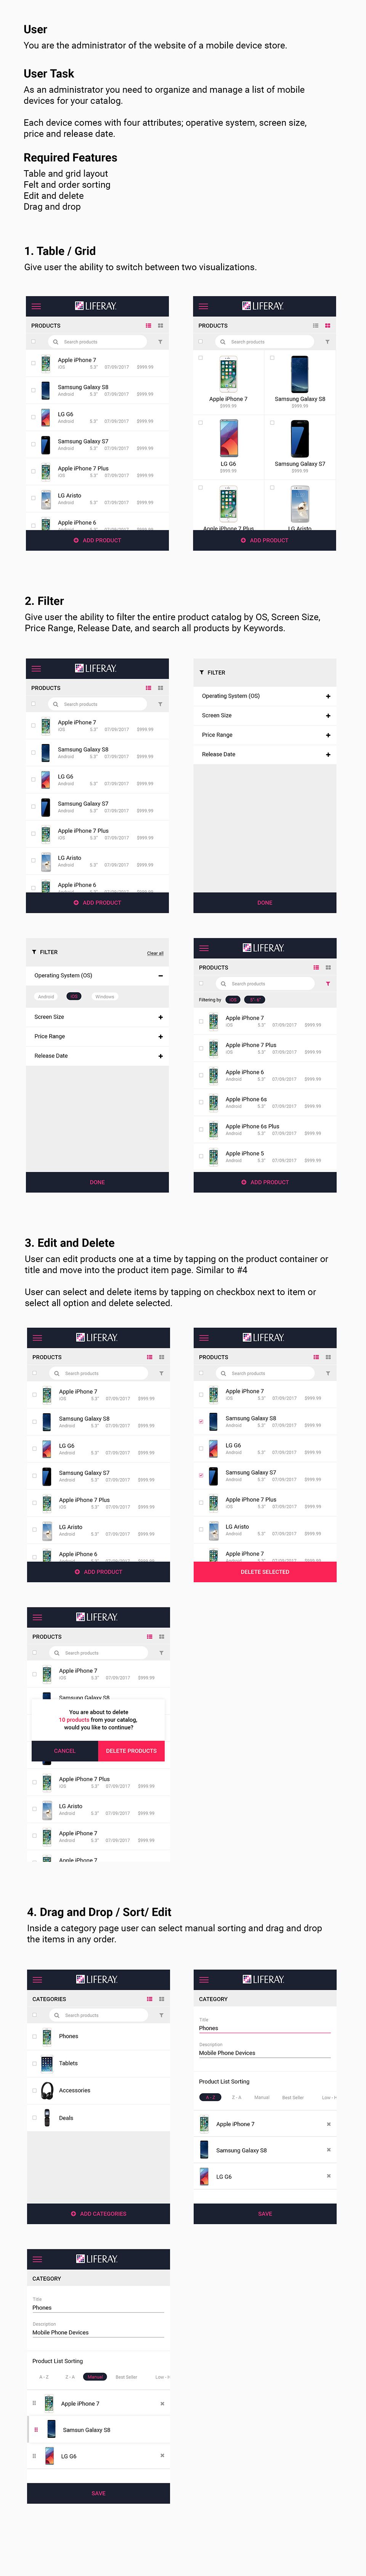 User
You are the administrator of the website of a mobile device store.
User Task
As an administrator you need to organize and manage a list of mobile
devices for your catalog.
Each device comes with four attributes; operative system, screen size,
price and release date.
Required Features
Table and grid layout
Felt and order sorting
Edit and delete
Drag and drop
1. Table / Grid
Give user the ability to switch between two visualizations.
LIFERAY.
PRODUCTS
Search products
Apple iPhone 7
iOS 5.3" 07/09/2017 $999.99
Samsung Galaxy S8
Android 5.3" 07/09/2017 $999.99
LG G6
Android 5.3" 07/09/2017 $999.99
Samsung Galaxy S7
Android 5.3" 07/09/2017 $999.99
Apple iPhone 7 Plus
iOS 5.3" 07/09/2017 $999.99
LG Aristo
Android 5.3" 07/09/2017 $999.99
Apple iPhone 6
ADD PRODUCT
LIFERAY.
PRODUCTS
Search products
Apple iPhone 7 Samsung Galaxy S8
$999.99 $999.99
LG G6 Samsung Galaxy S7
$999.99 $999.99
Apple iPhone 7 Plus LG Aristo
ADD PRODUCT
2. Filter
Give user the ability to filter the entire product catalog by OS, Screen Size,
Price Range, Release Date, and search all products by Keywords.
LIFERAY.
PRODUCTS
Search products
Apple iPhone 7
iOS 5.3" 07/09/2017 $999.99
Samsung Galaxy S8
Android 5.3" 07/09/2017 $999.99
LG G6
Android 5.3" 07/09/2017 $999.99
Samsung Galaxy S7
Android 5.3" 07/09/2017 $999.99
Apple iPhone 7 Plus
iOS 5.3" 07/09/2017 $999.99
LG Aristo
Android 5.3" 07/09/2017 $999.99
Apple iPhone 6
ADD PRODUCT
FILTER
Operating System (OS) +
Screen Size +
Price Range +
Release Date +
DONE
FILTER Clear all
Operating System (OS) −
Android iOS Windows
Screen Size +
Price Range +
Release Date +
DONE
LIFERAY.
PRODUCTS
Search products
Filtering by iOS
Apple iPhone 7
iOS 5.3" 07/09/2017 $999.99
Apple iPhone 7 Plus
Android 5.3" 07/09/2017 $999.99
Apple iPhone 6
Android 5.3" 07/09/2017 $999.99
Apple iPhone 6s
Android 5.3" 07/09/2017 $999.99
Apple iPhone 6s Plus
Android 5.3" 07/09/2017 $999.99
Apple iPhone 5
Android 5.3" 07/09/2017 $999.99
ADD PRODUCT
3. Edit and Delete
User can edit products one at a time by tapping on the product container or
title and move into the product item page. Similar to #4
User can select and delete items by tapping on checkbox next to item or
select all option and delete selected.
LIFERAY.
PRODUCTS
Search products
Apple iPhone 7
Android 5.3" 07/09/2017 $999.99
Samsung Galaxy S8
Android 5.3" 07/09/2017 $999.99
LG G6
Android 5.3" 07/09/2017 $999.99
Samsung Galaxy S7
Android 5.3" 07/09/2017 $999.99
Apple iPhone 7 Plus
Android 5.3" 07/09/2017 $999.99
LG Aristo
Android 5.3" 07/09/2017 $999.99
Apple iPhone 6
ADD PRODUCT
LIFERAY.
PRODUCTS
Search products
Apple iPhone 7
Android 5.3" 07/09/2017 $999.99
Samsung Galaxy S8
Android 5.3" 07/09/2017 $999.99
LG G6
Android 5.3" 07/09/2017 $999.99
Samsung Galaxy S7
Android 5.3" 07/09/2017 $999.99
Apple iPhone 7 Plus
Android 5.3" 07/09/2017 $999.99
LG Aristo
Android 5.3" 07/09/2017 $999.99
Apple iPhone 7
DELETE SELECTED
LIFERAY.
PRODUCTS
Search products
Apple iPhone 7
Android 5.3" 07/09/2017 $999.99
Samsung Galaxy S8
You are about to delete
10 products from your catalog,
would you like to continue?
CANCEL DELETE PRODUCTS
Apple iPhone 7 Plus
Android 5.3" 07/09/2017 $999.99
LG Aristo
Android 5.3" 07/09/2017 $999.99
Apple iPhone 7
Android 5.3" 07/09/2017 $999.99
Apple iPhone 7
4. Drag and Drop / Sort/ Edit
Inside a category page user can select manual sorting and drag and drop
the items in any order.
LIFERAY.
CATEGORIES
Search products
Phones
Tablets
Accessories
Deals
ADD CATEGORIES
LIFERAY.
CATEGORY
Title
Phones
Description
Mobile Phone Devices
Product List Sorting
A - Z Z - A Manual Best Seller Low - H
Apple iPhone 7
Samsung Galaxy S8
LG G6
SAVE
LIFERAY.
CATEGORY
Title
Phones
Description
Mobile Phone Devices
Product List Sorting
A - Z Z - A Manual Best Seller Low - H
Apple iPhone 7
Samsun Galaxy S8
LG G6
SAVE